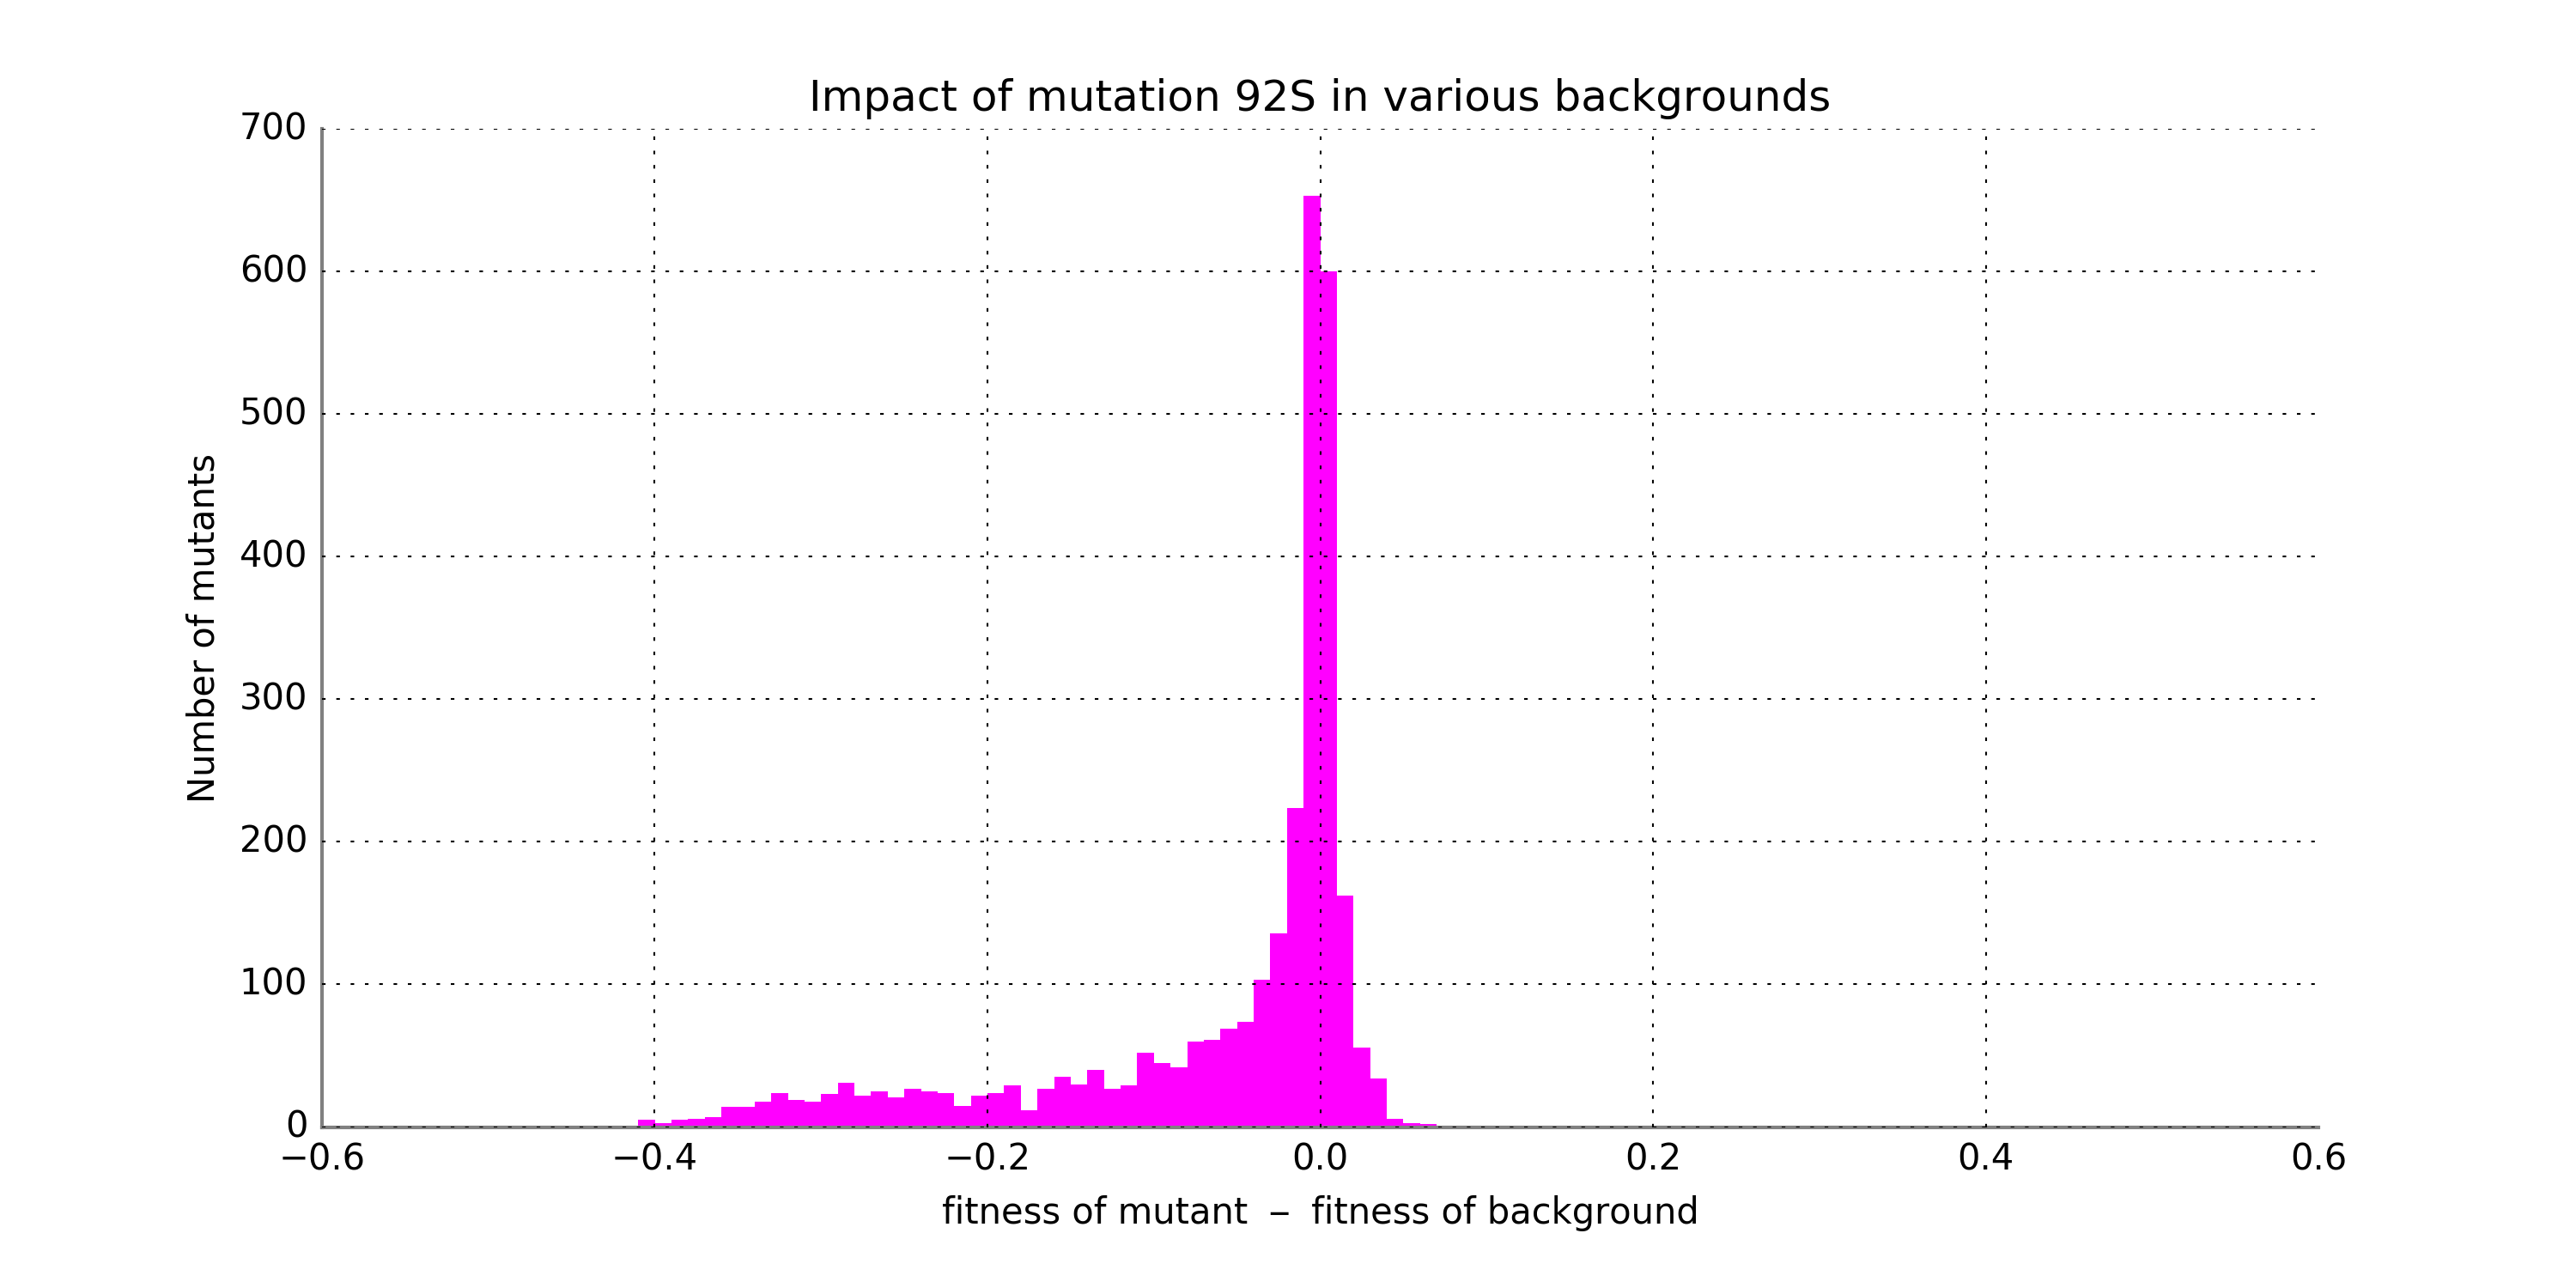 Impact of mutation 92S in various backgrounds
700
600
500
400
300
200
100
0
Number of mutants
−0.6 −0.4 −0.2 0.0 0.2 0.4 0.6
fitness of mutant − fitness of background